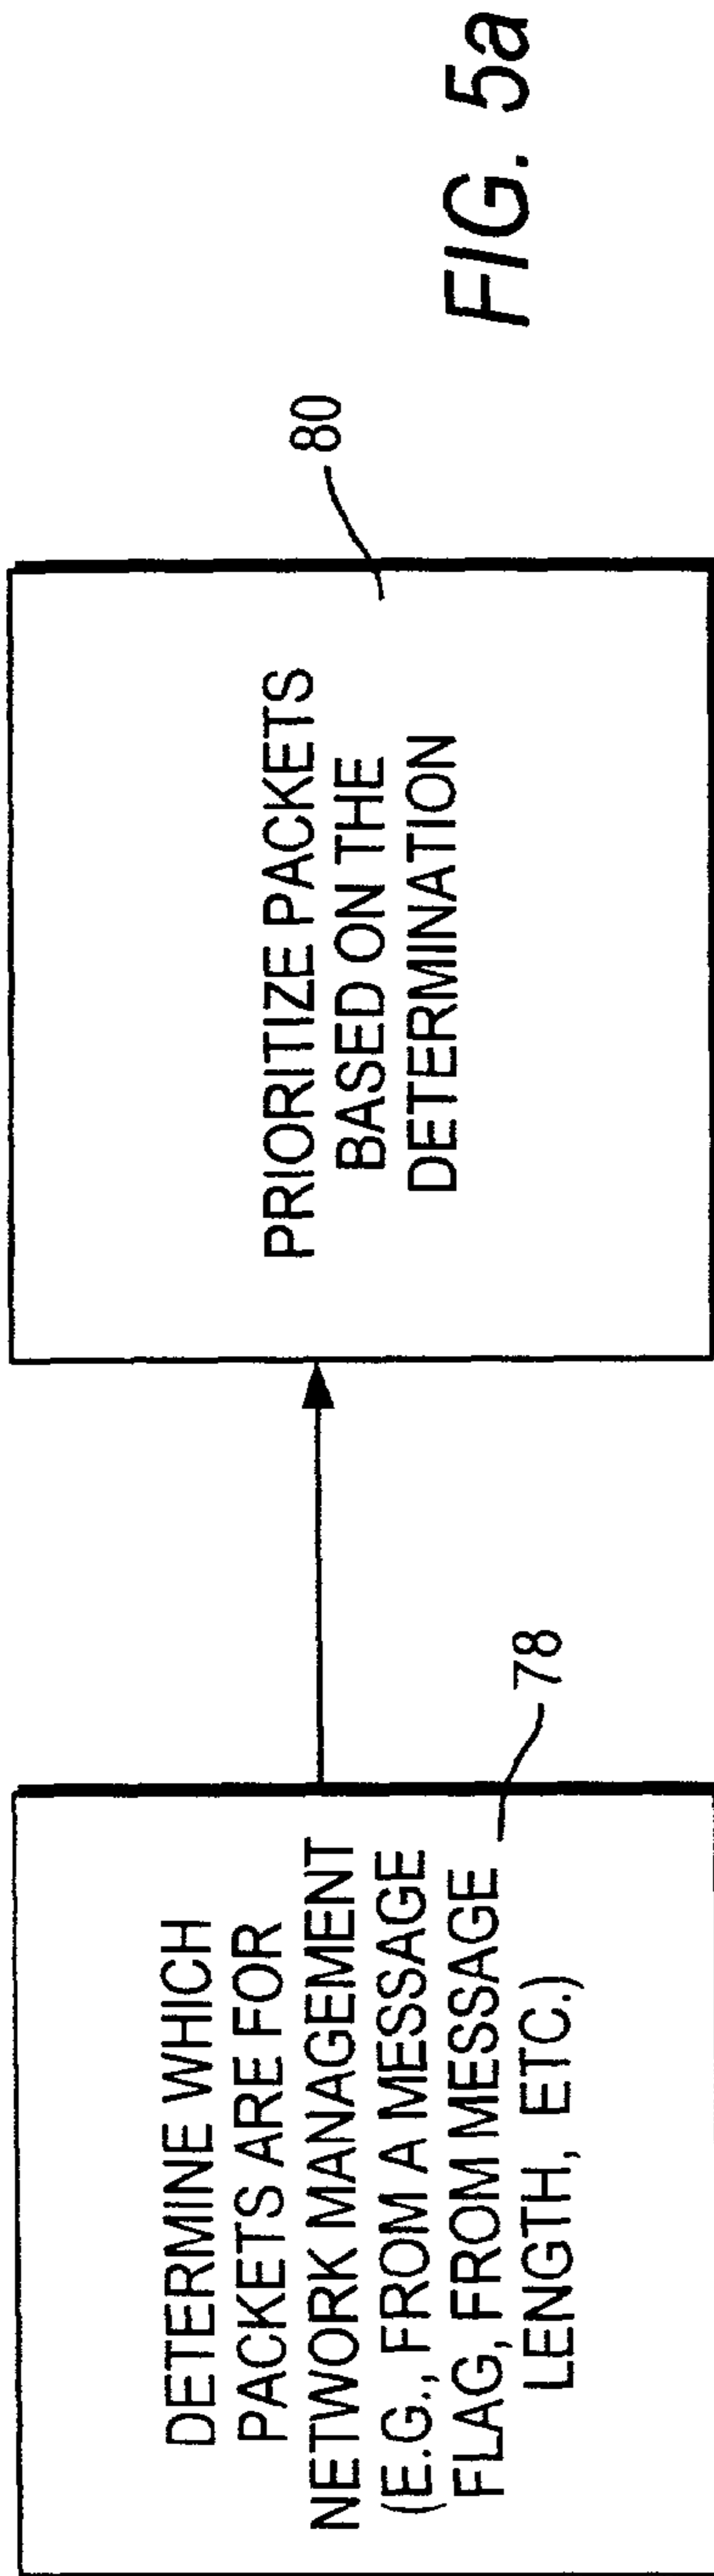 DETERMINE WHICH
PACKETS ARE FOR
NETWORK MANAGEMENT
(E.G., FROM A MESSAGE
FLAG, FROM MESSAGE
LENGTH, ETC.)
78
PRIORITIZE PACKETS
BASED ON THE
DETERMINATION
80
FIG. 5a